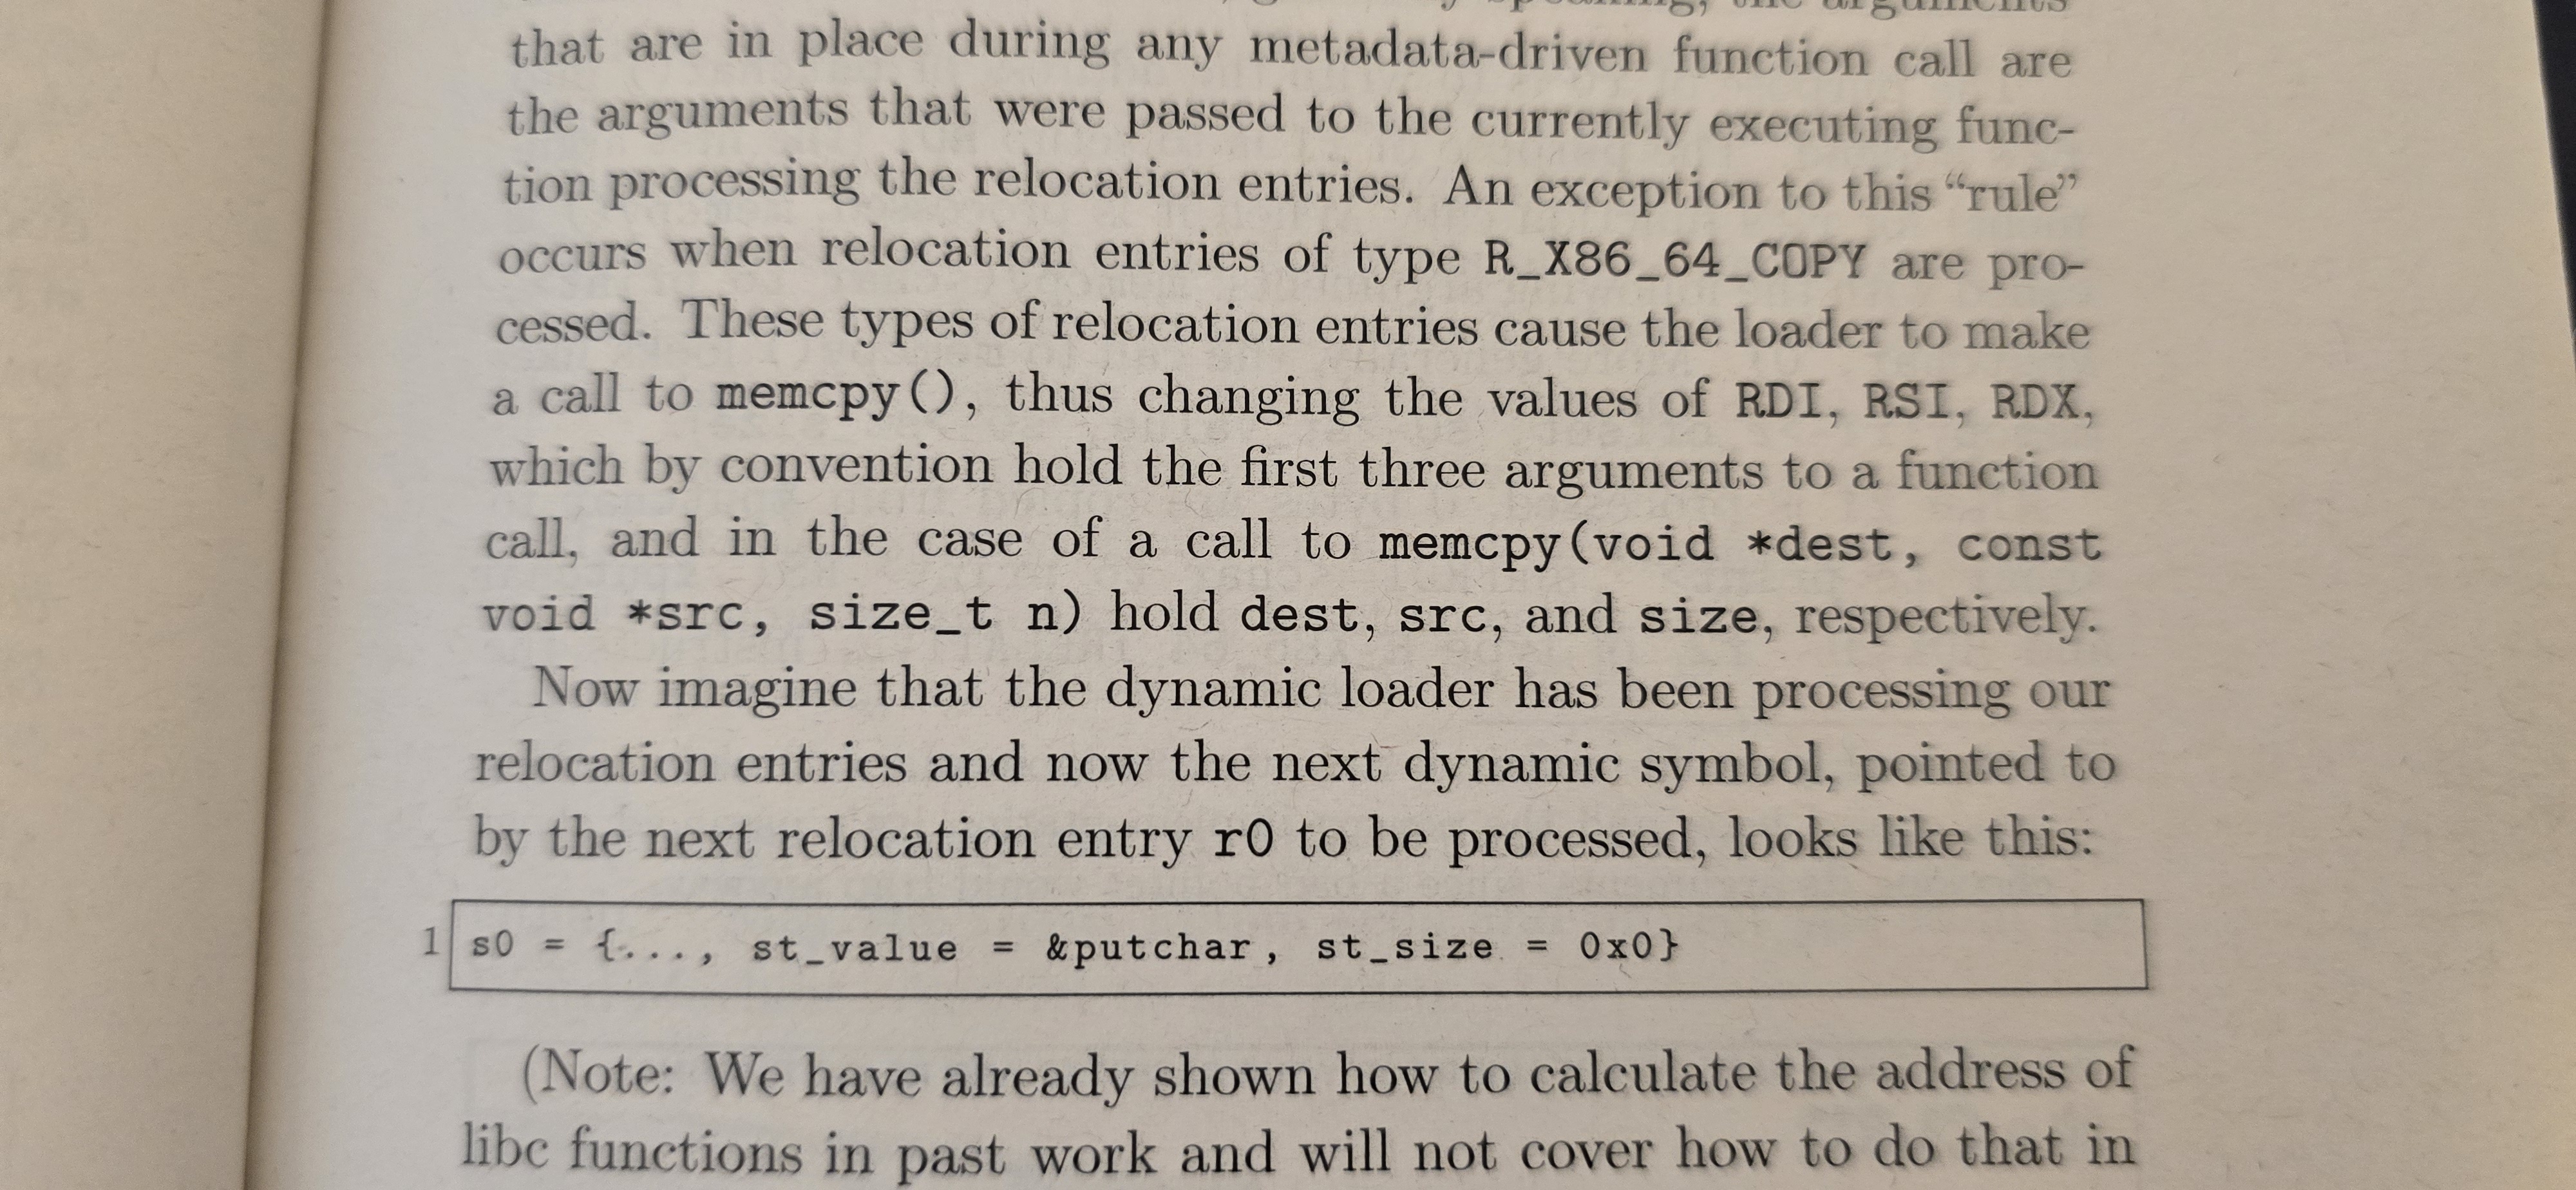 speaking, the arguments
that are in place during any metadata-driven function call are
the arguments that were passed to the currently executing func-
tion processing the relocation entries. An exception to this “rule”
occurs when relocation entries of type R_X86_64_COPY are pro-
cessed. These types of relocation entries cause the loader to make
a call to memcpy(), thus changing the values of RDI, RSI, RDX,
which by convention hold the first three arguments to a function
call, and in the case of a call to memcpy(void *dest, const
void *src, size_t n) hold dest, src, and size, respectively.
Now imagine that the dynamic loader has been processing our
relocation entries and now the next dynamic symbol, pointed to
by the next relocation entry r0 to be processed, looks like this:
1 s0 = {..., st_value = &putchar, st_size = 0x0}
(Note: We have already shown how to calculate the address of
libc functions in past work and will not cover how to do that in